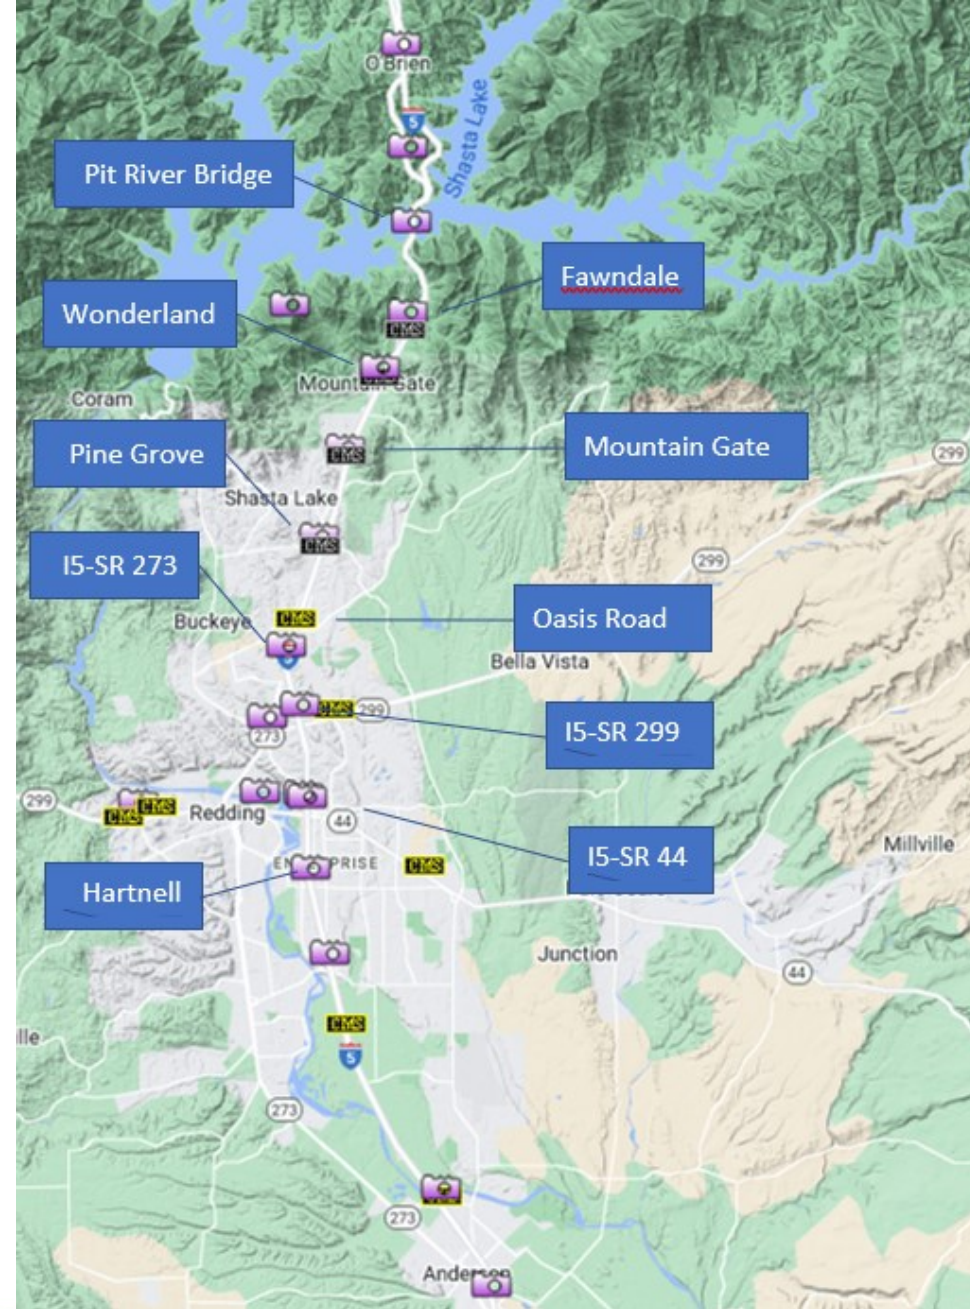 O'Brien
5
Shasta Lake
Pit River Bridge
Fawndale
Wonderland
CMS
Mountain Gate
Coram
Pine Grove
Mountain Gate
CMS
299
Shasta Lake
CMS
I5-SR 273
299
Oasis Road
Buckeye
CMS
Bella Vista
I5-SR 299
CMS
299
273
299
CMS
CMS
Redding
44
I5-SR 44
Millville
ENTERPRISE
CMS
Hartnell
Junction
44
CMS
lle
5
273
273
Anderson